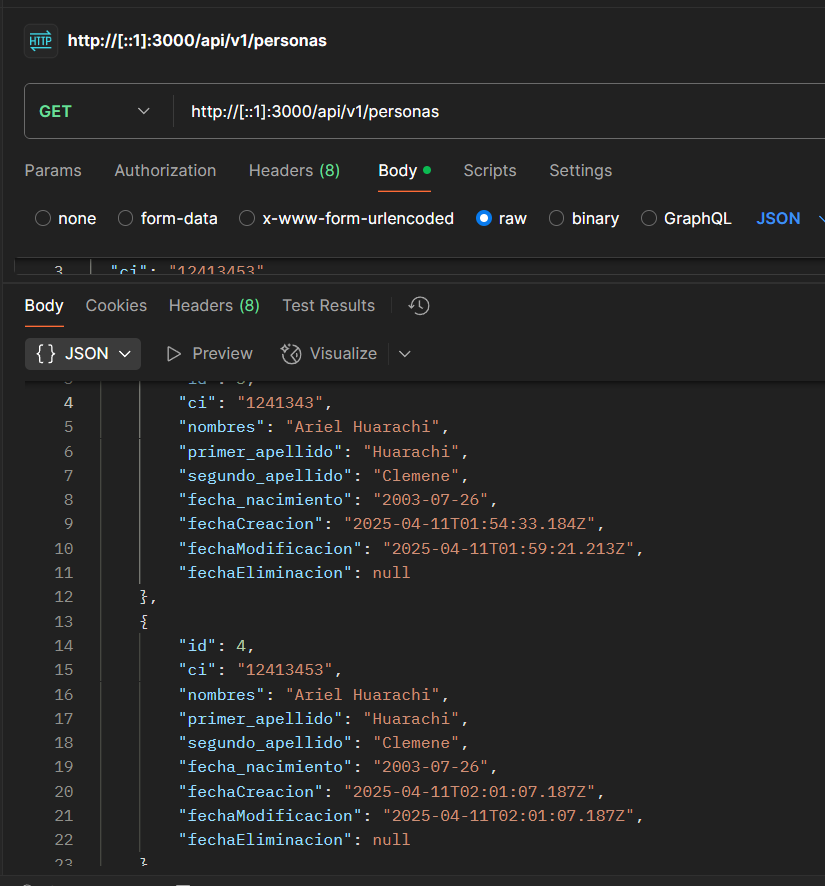 HTTP http://[::1]:3000/api/v1/personas
GET http://[::1]:3000/api/v1/personas
Params Authorization Headers (8) Body Scripts Settings
none form-data x-www-form-urlencoded raw binary GraphQL JSON
3 "ci": "12413453"
Body Cookies Headers (8) Test Results
{} JSON Preview Visualize
4 "ci": "1241343",
5 "nombres": "Ariel Huarachi",
6 "primer_apellido": "Huarachi",
7 "segundo_apellido": "Clemene",
8 "fecha_nacimiento": "2003-07-26",
9 "fechaCreacion": "2025-04-11T01:54:33.184Z",
10 "fechaModificacion": "2025-04-11T01:59:21.213Z",
11 "fechaEliminacion": null
12 },
13 {
14 "id": 4,
15 "ci": "12413453",
16 "nombres": "Ariel Huarachi",
17 "primer_apellido": "Huarachi",
18 "segundo_apellido": "Clemene",
19 "fecha_nacimiento": "2003-07-26",
20 "fechaCreacion": "2025-04-11T02:01:07.187Z",
21 "fechaModificacion": "2025-04-11T02:01:07.187Z",
22 "fechaEliminacion": null
23 }